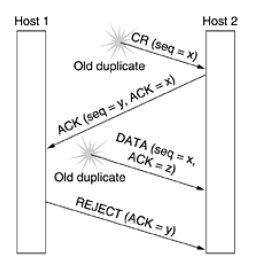 Host 1
Host 2
CR (seq = x)
Old duplicate
ACK (seq = y, ACK = x)
DATA (seq = x,
ACK = z)
Old duplicate
REJECT (ACK = y)